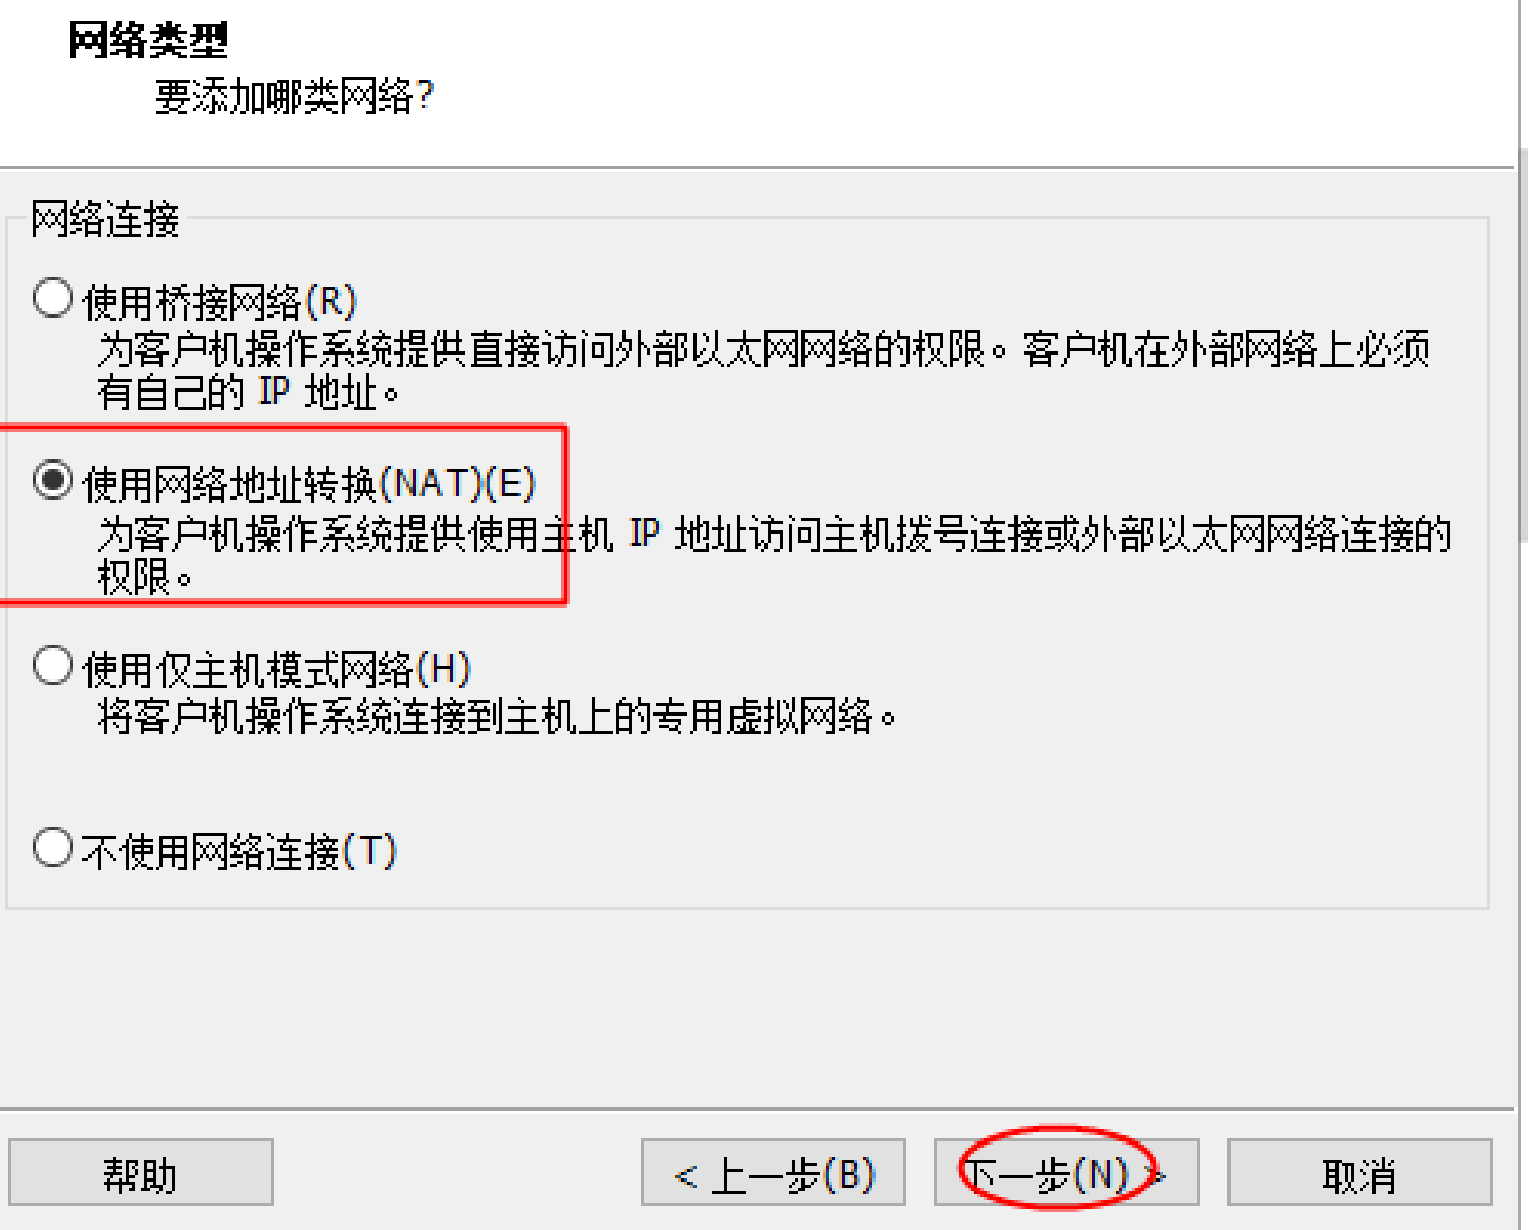 网络类型
要添加哪类网络?
网络连接
使用桥接网络(R)
为客户机操作系统提供直接访问外部以太网网络的权限。客户机在外部网络上必须
有自己的 IP 地址。
使用网络地址转换(NAT)(E)
为客户机操作系统提供使用主机 IP 地址访问主机拨号连接或外部以太网网络连接的
权限。
使用仅主机模式网络(H)
将客户机操作系统连接到主机上的专用虚拟网络。
不使用网络连接(T)
帮助
< 上一步(B)
下一步(N) >
取消